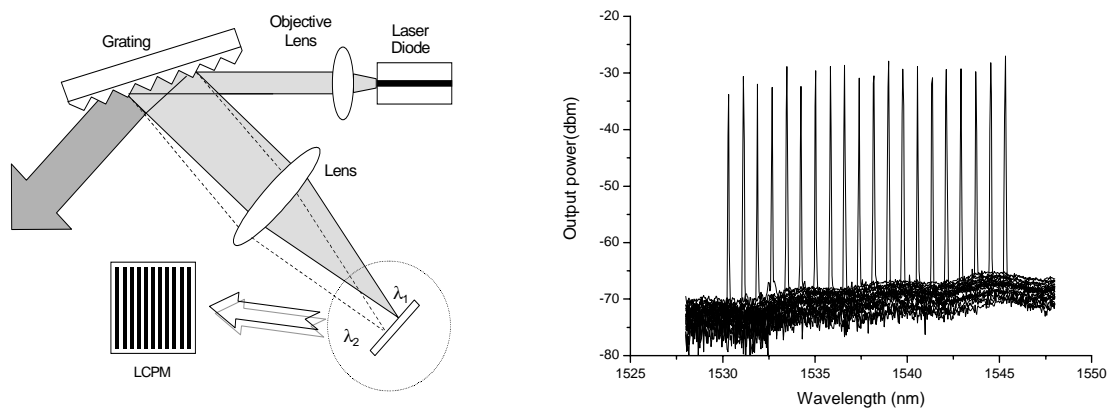 Grating
Objective
Lens
Laser
Diode
Lens
λ1
λ2
LCPM
-20
-30
-40
-50
-60
-70
-80
Output power(dbm)
1525
1530
1535
1540
1545
1550
Wavelength (nm)